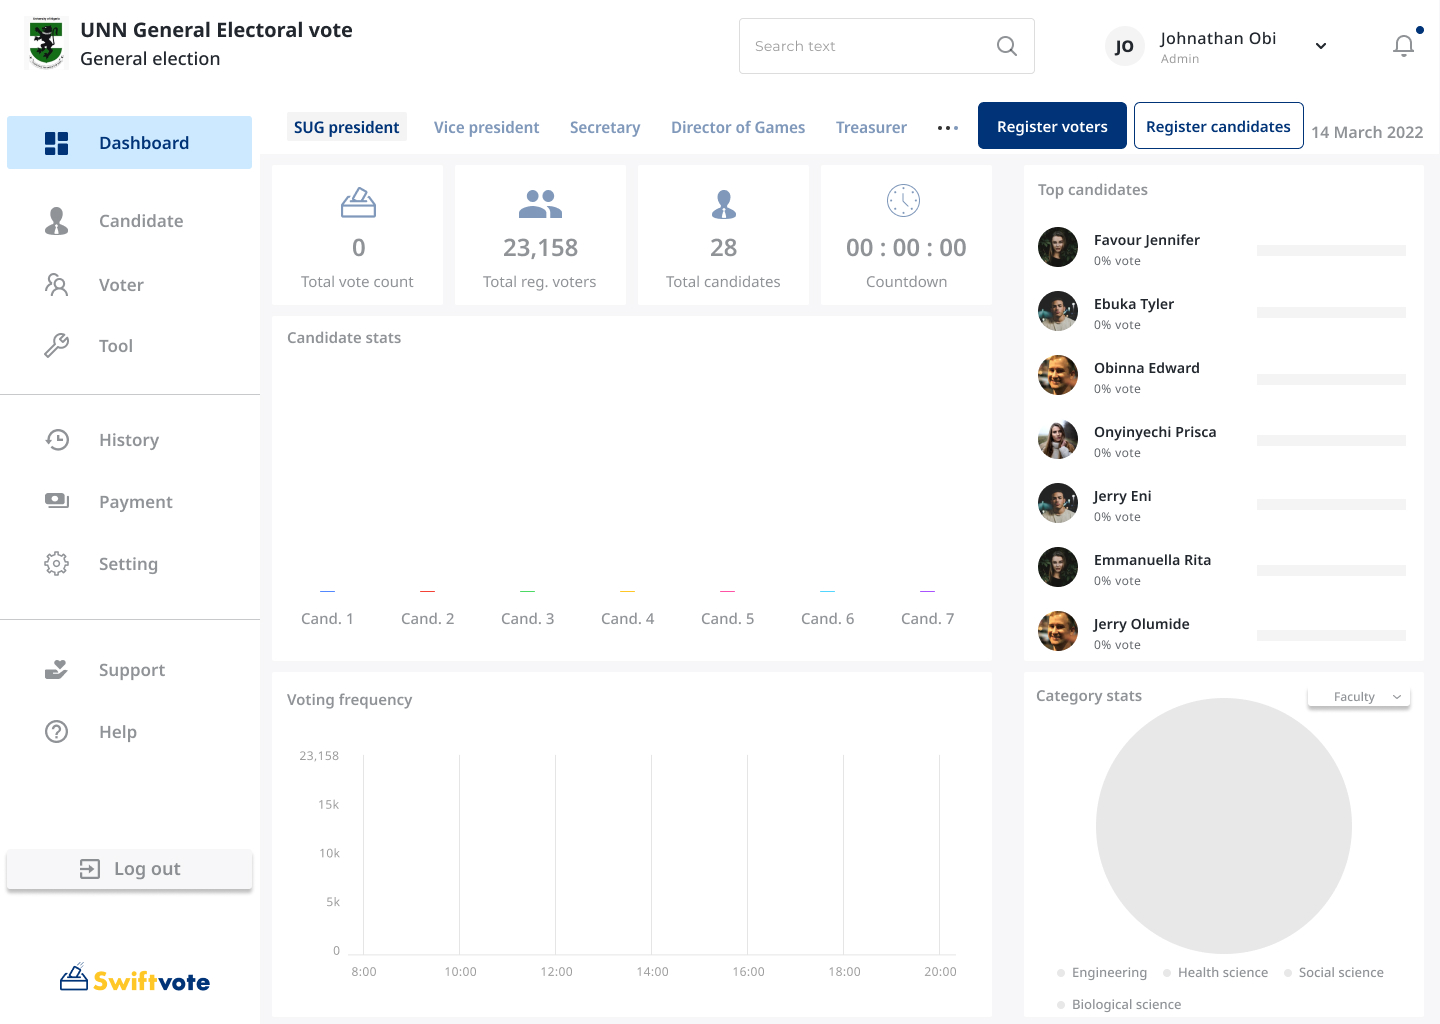 UNN General Electoral vote
General election
Search text
JO
Johnathan Obi
Admin
Dashboard
Candidate
Voter
Tool
History
Payment
Setting
Support
Help
Log out
Swiftvote
SUG president
Vice president
Secretary
Director of Games
Treasurer
Register voters
Register candidates
14 March 2022
0
Total vote count
23,158
Total reg. voters
28
Total candidates
00 : 00 : 00
Countdown
Candidate stats
Cand. 1
Cand. 2
Cand. 3
Cand. 4
Cand. 5
Cand. 6
Cand. 7
Top candidates
Favour Jennifer
0% vote
Ebuka Tyler
0% vote
Obinna Edward
0% vote
Onyinyechi Prisca
0% vote
Jerry Eni
0% vote
Emmanuella Rita
0% vote
Jerry Olumide
0% vote
Voting frequency
23,158
15k
10k
5k
0
8:00
10:00
12:00
14:00
16:00
18:00
20:00
Category stats
Faculty
Engineering
Health science
Social science
Biological science